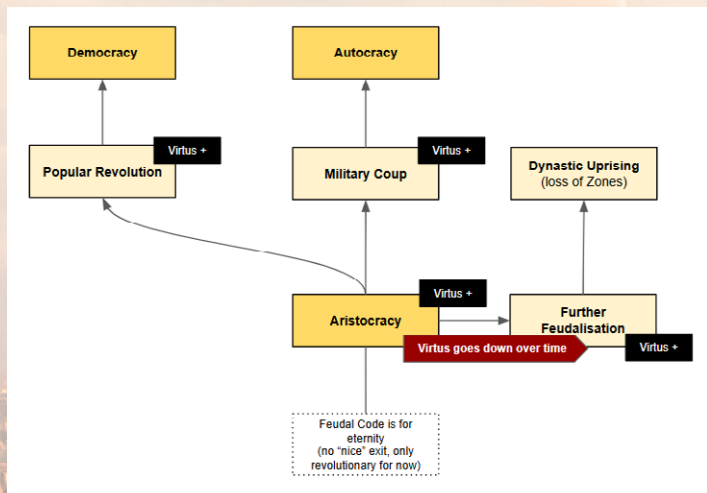 Democracy
Autocracy
Virtus +
Popular Revolution
Virtus +
Military Coup
Dynastic Uprising
(loss of Zones)
Virtus +
Aristocracy
Further
Feudalisation
Virtus goes down over time
Virtus +
Feudal Code is for
eternity
(no "nice" exit, only
revolutionary for now)